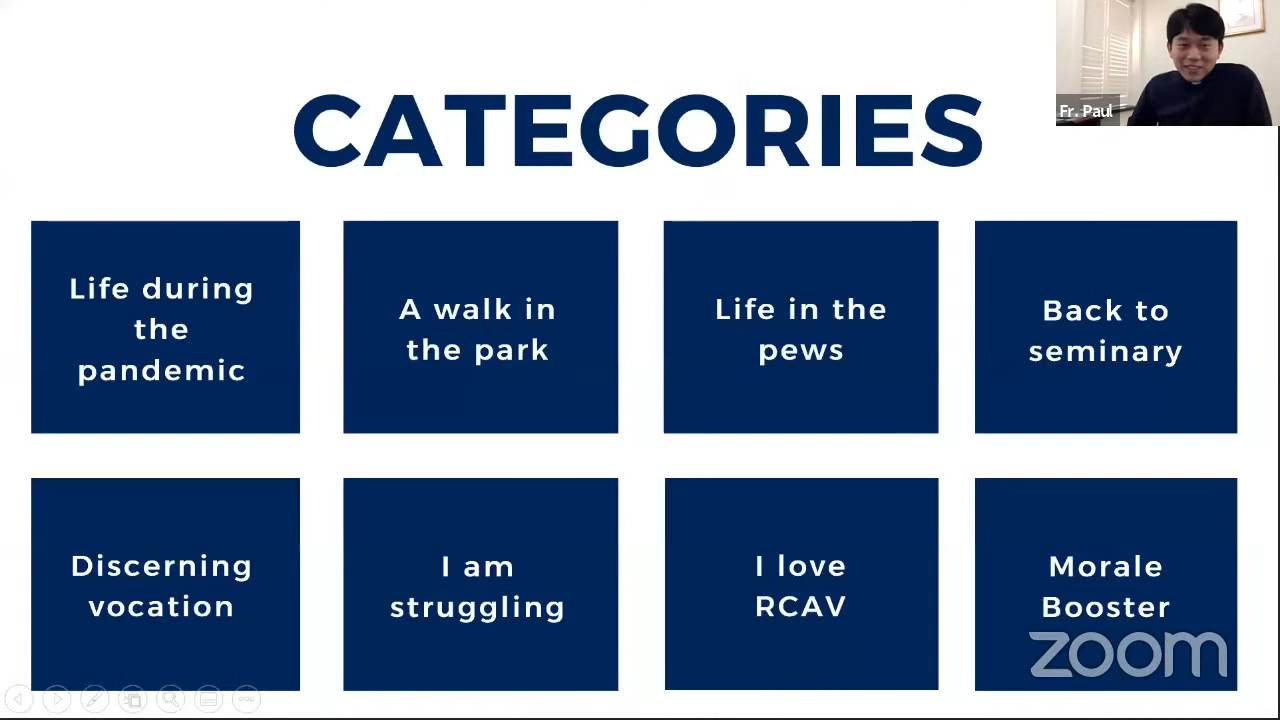 CATEGORIES
Fr. Paul
Life during
the
pandemic
A walk in
the park
Life in the
pews
Back to
seminary
Discerning
vocation
I am
struggling
I love
RCAV
Morale
Booster
zoom